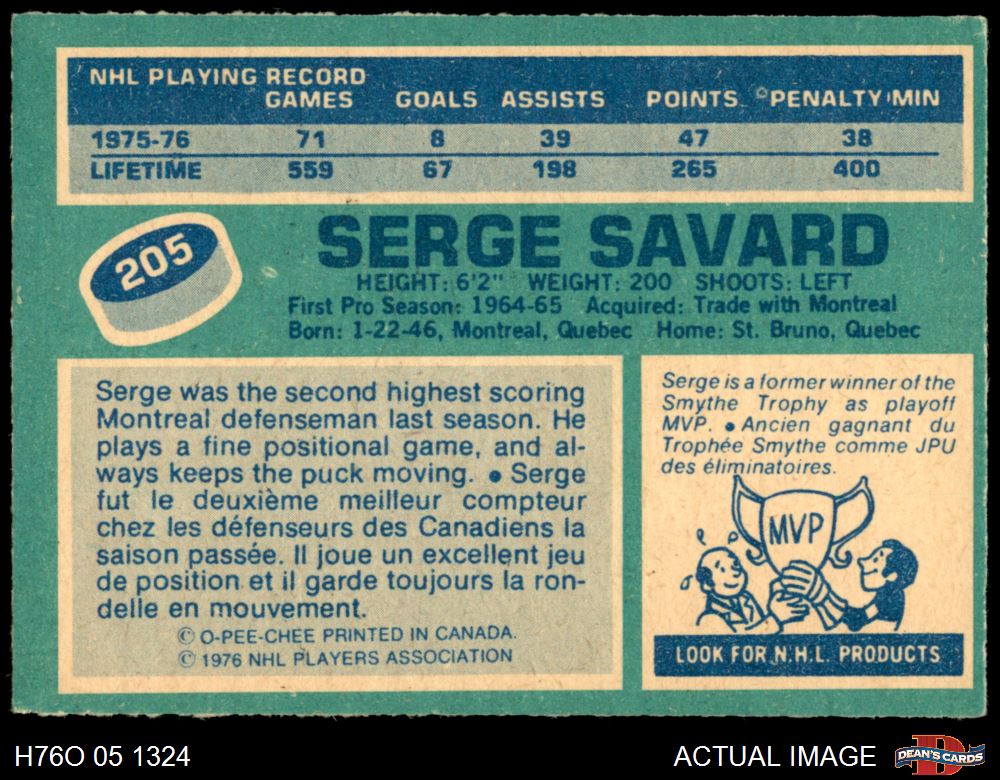 NHL PLAYING RECORD
GAMES GOALS ASSISTS POINTS PENALTY MIN
1975-76 71 8 39 47 38
LIFETIME 559 67 198 265 400
205
SERGE SAVARD
HEIGHT: 6'2" WEIGHT: 200 SHOOTS: LEFT
First Pro Season: 1964-65 Acquired: Trade with Montreal
Born: 1-22-46, Montreal, Quebec Home: St. Bruno, Quebec
Serge was the second highest scoring
Montreal defenseman last season. He
plays a fine positional game, and al-
ways keeps the puck moving. • Serge
fut le deuxième meilleur compteur
chez les défenseurs des Canadiens la
saison passée. Il joue un excellent jeu
de position et il garde toujours la ron-
delle en mouvement.
© O-PEE-CHEE PRINTED IN CANADA.
© 1976 NHL PLAYERS ASSOCIATION
Serge is a former winner of the
Smythe Trophy as playoff
MVP. • Ancien gagnant du
Trophée Smythe comme JPU
des éliminatoires.
MVP
LOOK FOR N.H.L. PRODUCTS
H76O 05 1324
ACTUAL IMAGE
D
DEAN'S CARDS